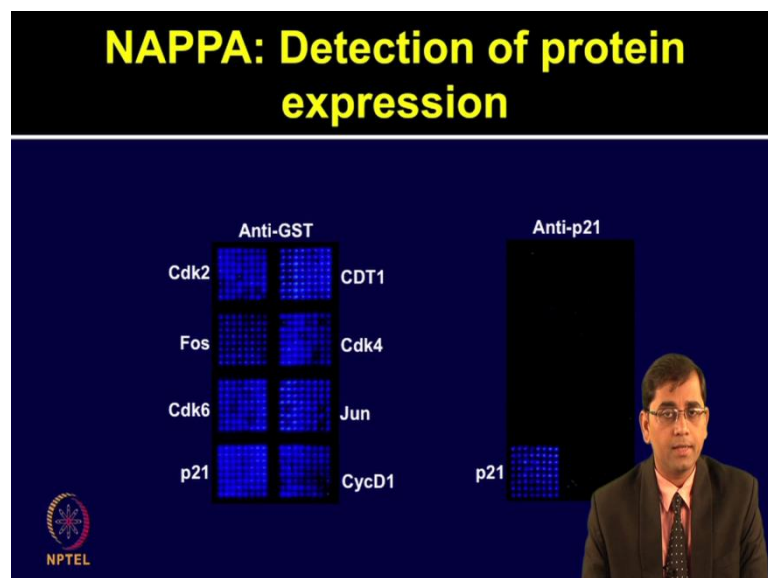 NAPPA: Detection of protein
expression
Anti-GST
Cdk2
CDT1
Fos
Cdk4
Cdk6
Jun
p21
CycD1
Anti-p21
p21
NPTEL